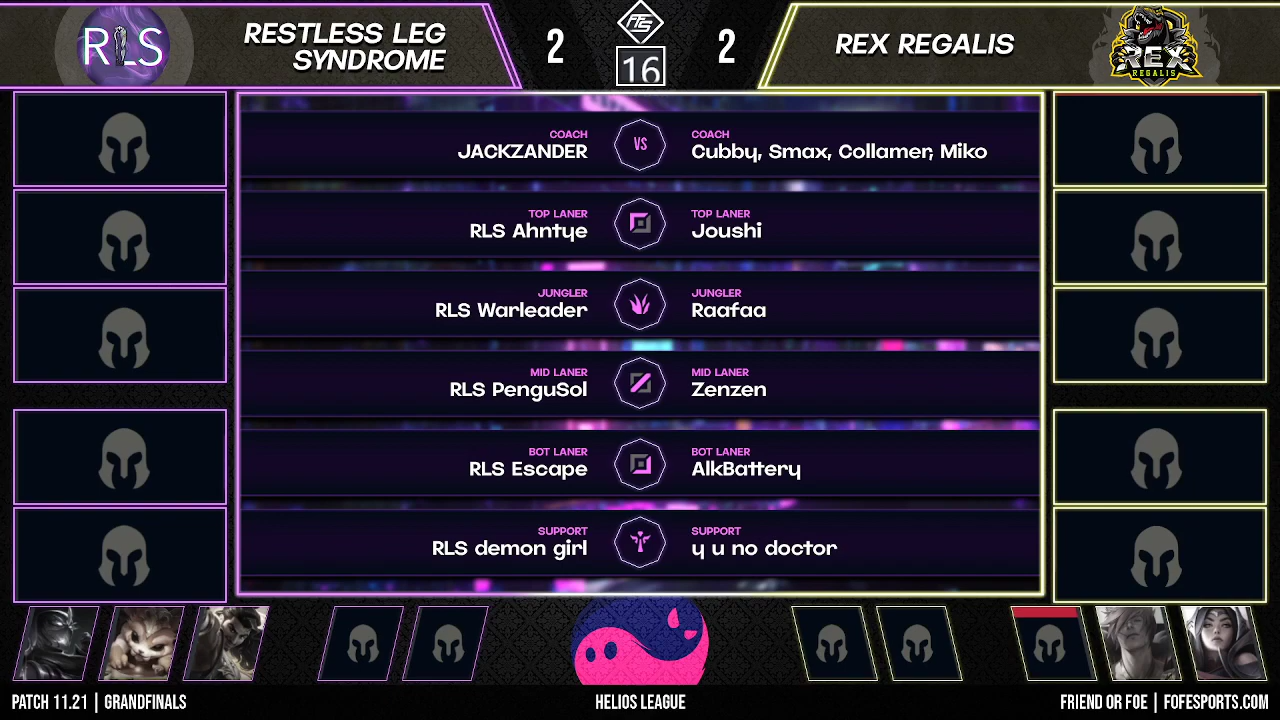 RLS
RESTLESS LEG
SYNDROME
2
FFS
16
2
REX REGALIS
REX
REGALIS
COACH
JACKZANDER
VS
COACH
Cubby, Smax, Collamer, Miko
TOP LANER
RLS Ahntye
TOP LANER
Joushi
JUNGLER
RLS Warleader
JUNGLER
Raafaa
MID LANER
RLS PenguSol
MID LANER
Zenzen
BOT LANER
RLS Escape
BOT LANER
AlkBattery
SUPPORT
RLS demon girl
SUPPORT
y u no doctor
PATCH 11.21 | GRANDFINALS
HELIOS LEAGUE
FRIEND OR FOE | FOFESPORTS.COM